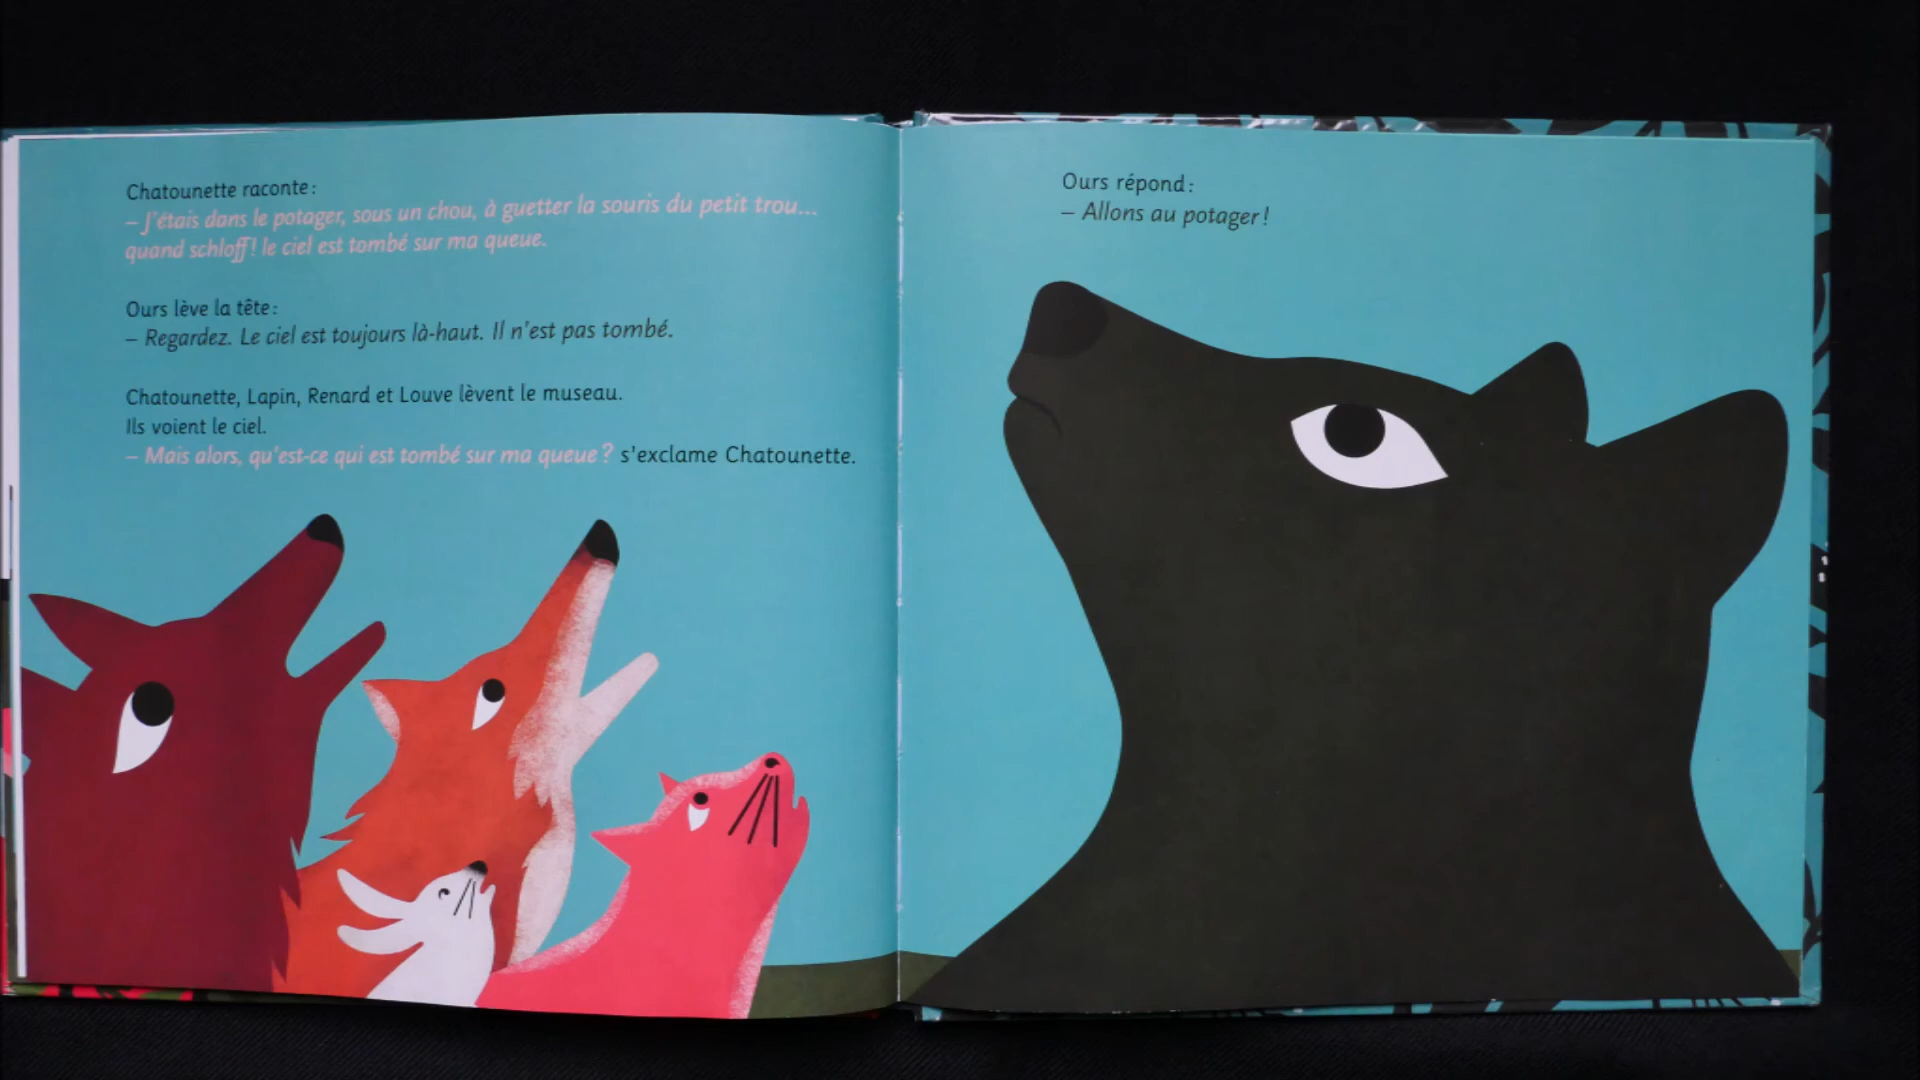 Chatounette raconte :
– J'étais dans le potager, sous un chou, à guetter la souris du petit trou...
quand schloff ! le ciel est tombé sur ma queue.
Ours lève la tête :
– Regardez. Le ciel est toujours là-haut. Il n'est pas tombé.
Chatounette, Lapin, Renard et Louve lèvent le museau.
Ils voient le ciel.
– Mais alors, qu'est-ce qui est tombé sur ma queue ? s'exclame Chatounette.
Ours répond :
– Allons au potager !